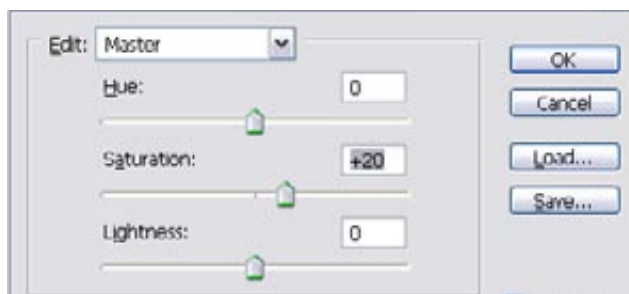 Edit: Master
Hue: 0
Saturation: +20
Lightness: 0
OK
Cancel
Load...
Save...